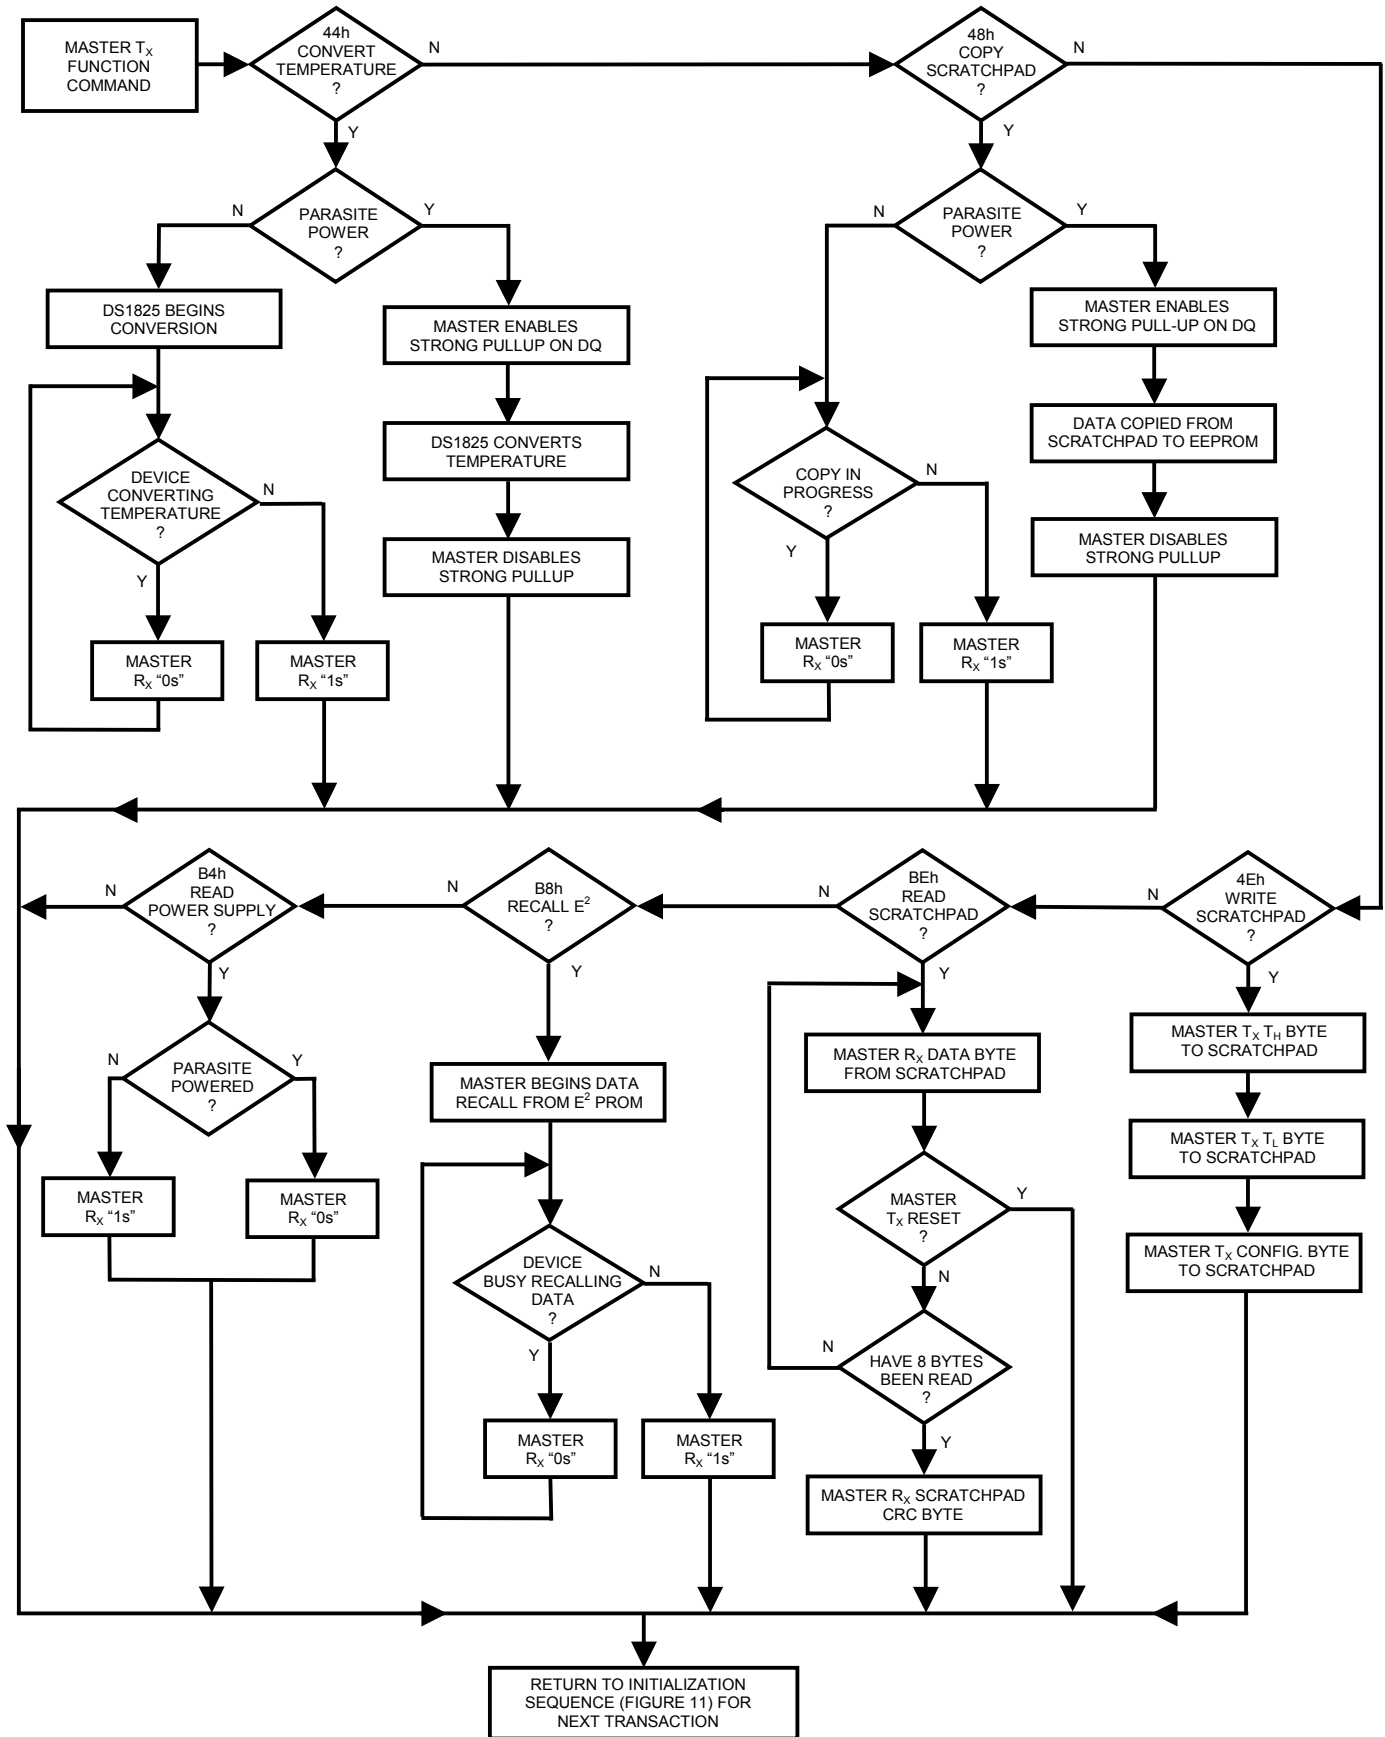 MASTER TX
FUNCTION
COMMAND
44h
CONVERT
TEMPERATURE
?
N
Y
48h
COPY
SCRATCHPAD
?
N
Y
PARASITE
POWER
?
N
Y
PARASITE
POWER
?
N
Y
DS1825 BEGINS
CONVERSION
MASTER ENABLES
STRONG PULLUP ON DQ
MASTER ENABLES
STRONG PULL-UP ON DQ
DS1825 CONVERTS
TEMPERATURE
DATA COPIED FROM
SCRATCHPAD TO EEPROM
DEVICE
CONVERTING
TEMPERATURE
?
N
Y
COPY IN
PROGRESS
?
N
Y
MASTER DISABLES
STRONG PULLUP
MASTER DISABLES
STRONG PULLUP
MASTER
RX “0s”
MASTER
RX “1s”
MASTER
RX “0s”
MASTER
RX “1s”
B4h
READ
POWER SUPPLY
?
N
Y
B8h
RECALL E2
?
N
Y
BEh
READ
SCRATCHPAD
?
N
Y
4Eh
WRITE
SCRATCHPAD
?
N
Y
PARASITE
POWERED
?
N
Y
MASTER
RX “1s”
MASTER
RX “0s”
MASTER BEGINS DATA
RECALL FROM E2 PROM
DEVICE
BUSY RECALLING
DATA
?
N
Y
MASTER
RX “0s”
MASTER
RX “1s”
MASTER RX DATA BYTE
FROM SCRATCHPAD
MASTER
TX RESET
?
Y
N
HAVE 8 BYTES
BEEN READ
?
N
Y
MASTER RX SCRATCHPAD
CRC BYTE
MASTER TX TH BYTE
TO SCRATCHPAD
MASTER TX TL BYTE
TO SCRATCHPAD
MASTER TX CONFIG. BYTE
TO SCRATCHPAD
RETURN TO INITIALIZATION
SEQUENCE (FIGURE 11) FOR
NEXT TRANSACTION